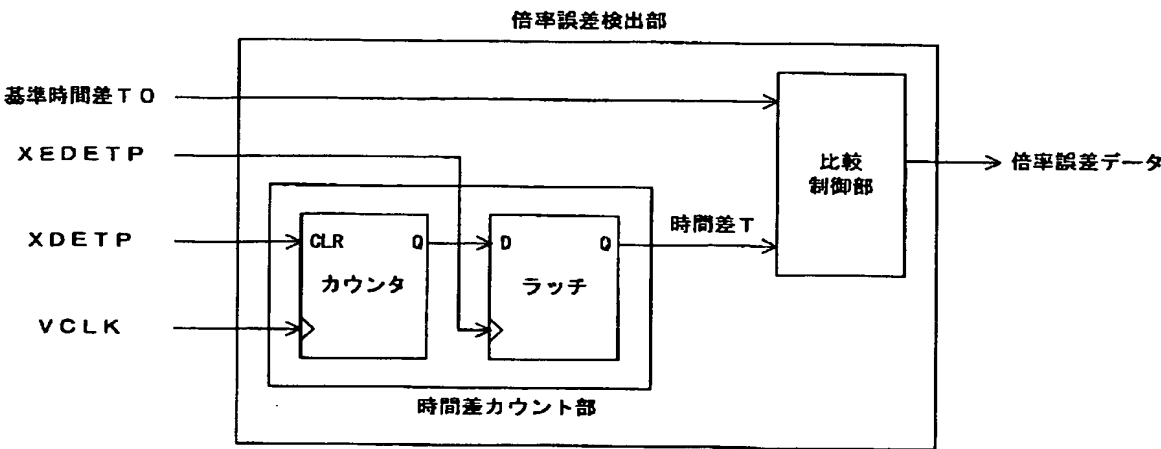 倍率誤差検出部
基準時間差T0
XEDETP
XDETP
VCLK
CLR Q
カウンタ
D Q
ラッチ
時間差カウント部
時間差T
比較
制御部
倍率誤差データ